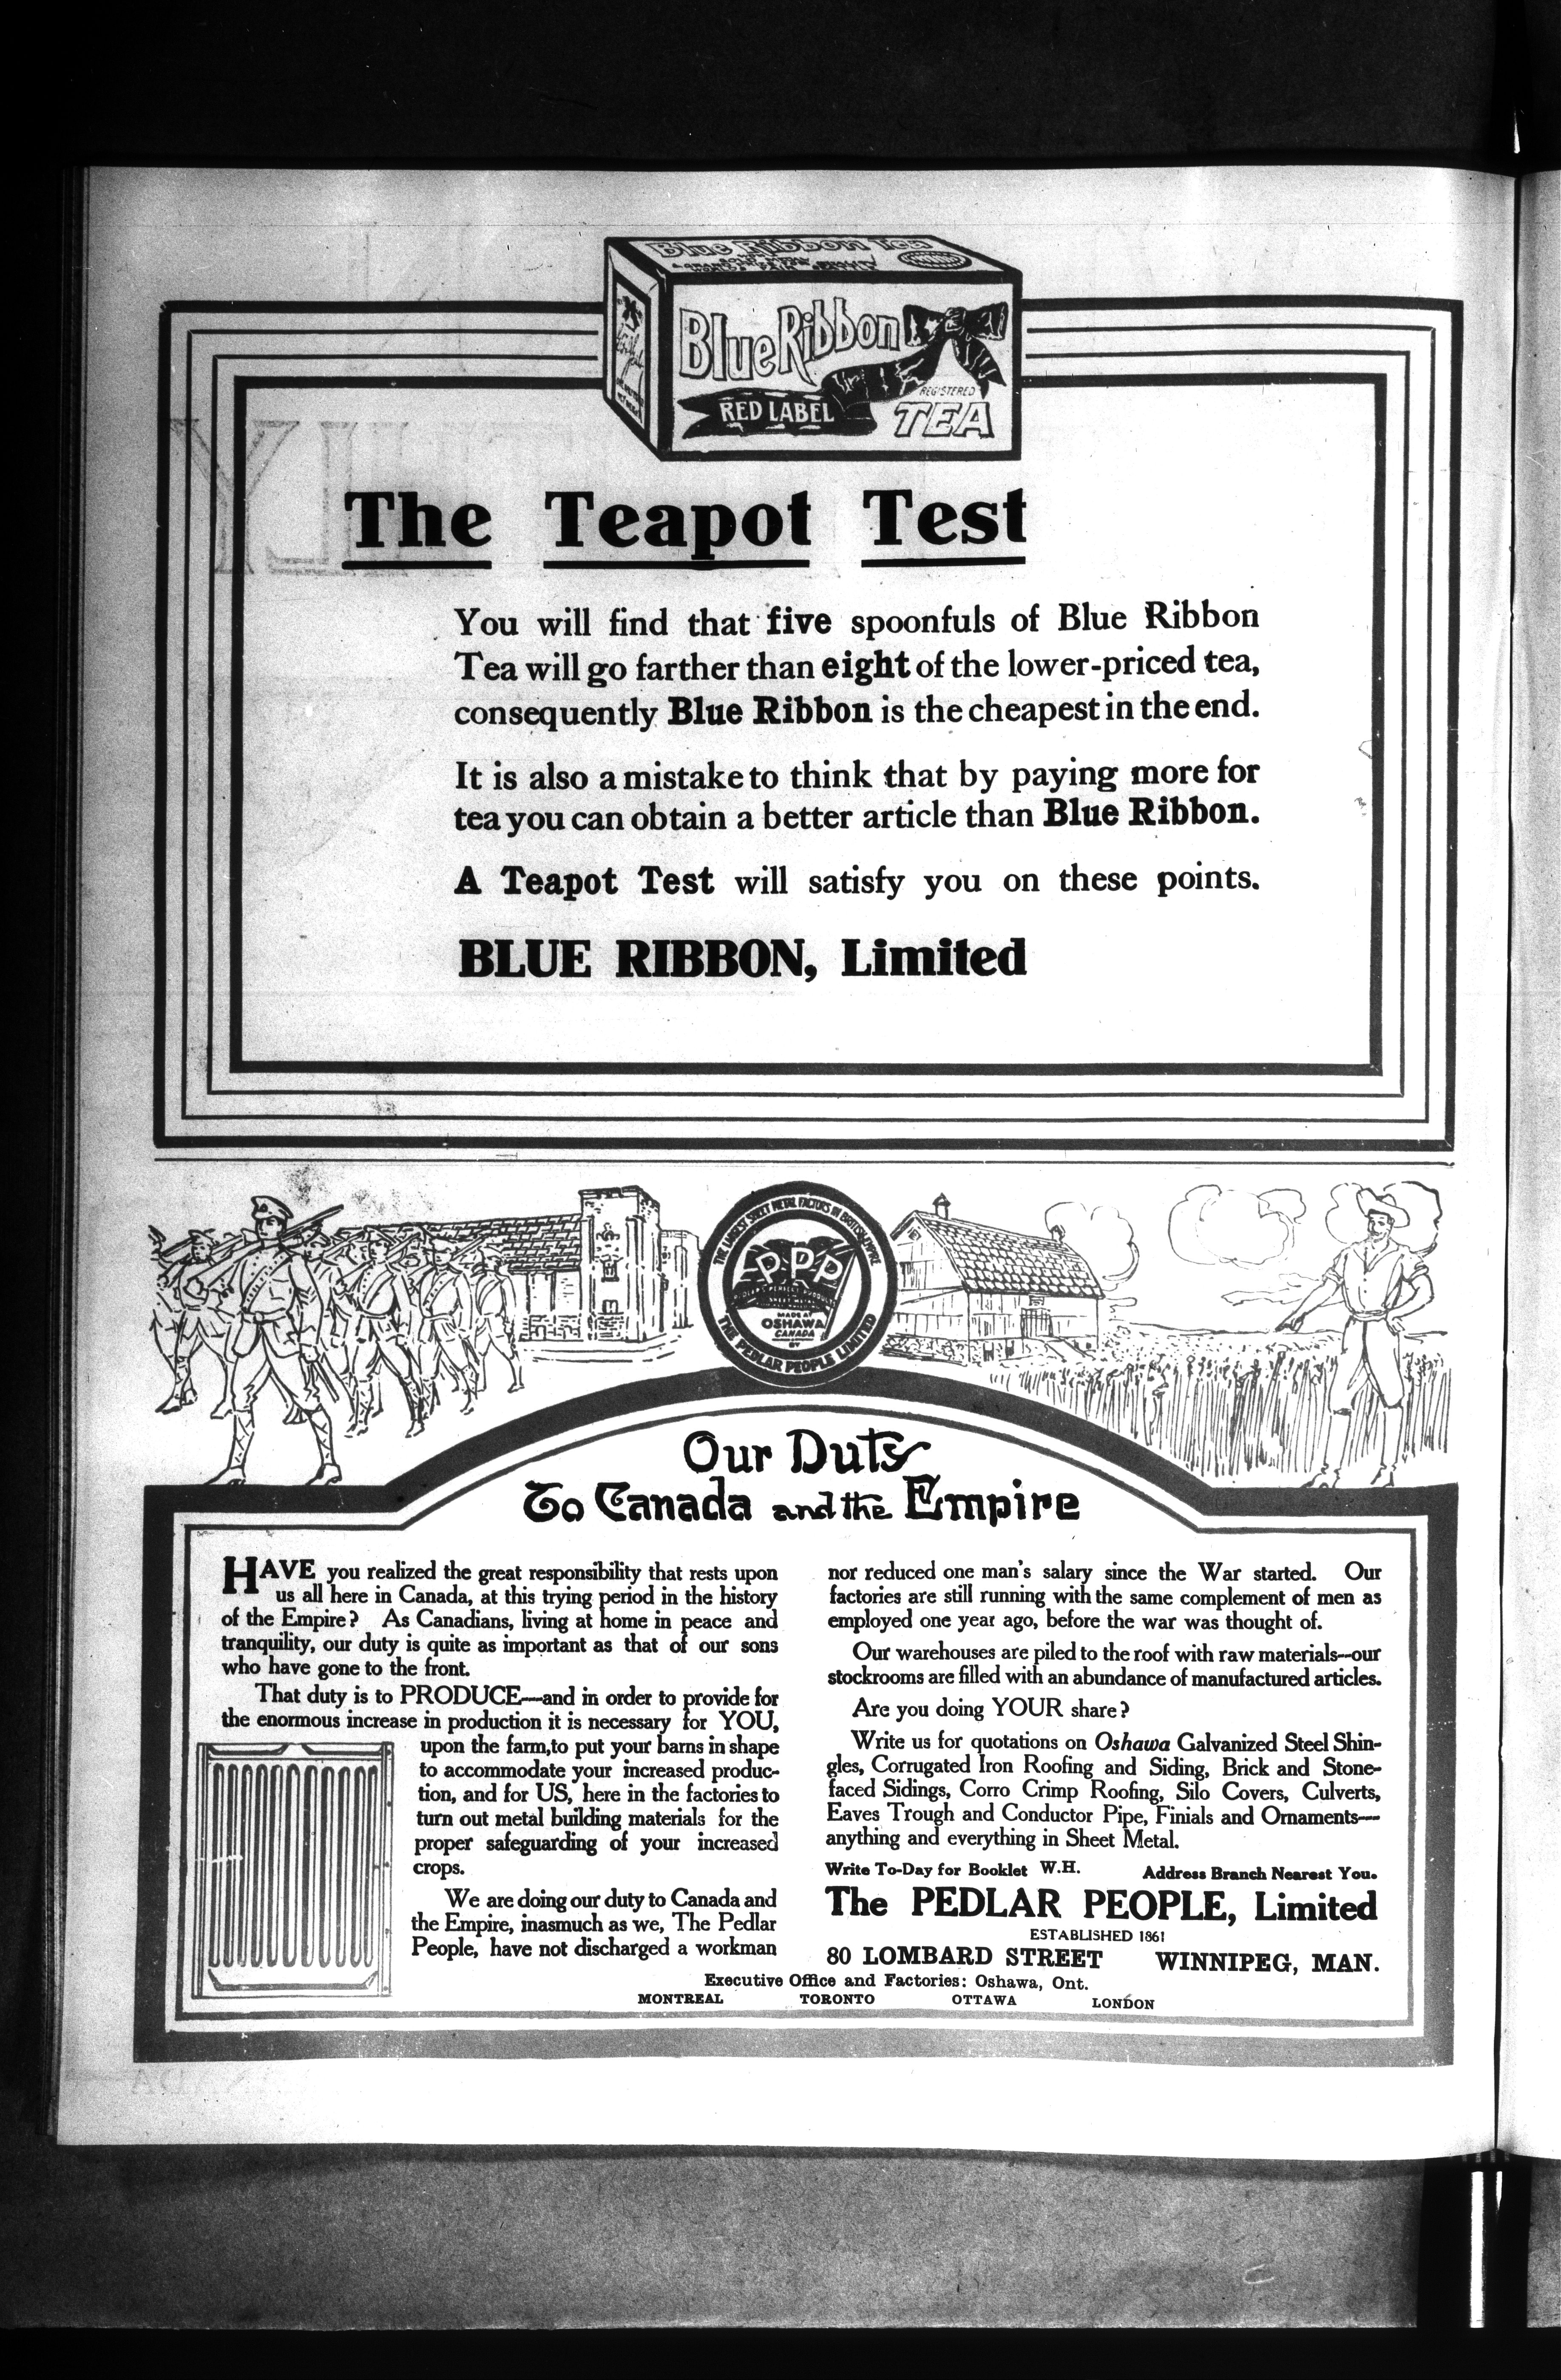 Blue Ribbon Tea
Blue Ribbon
RED LABEL
REGISTERED
TEA
The Teapot Test
You will find that five spoonfuls of Blue Ribbon
Tea will go farther than eight of the lower-priced tea,
consequently Blue Ribbon is the cheapest in the end.
It is also a mistake to think that by paying more for
tea you can obtain a better article than Blue Ribbon.
A Teapot Test will satisfy you on these points.
BLUE RIBBON, Limited
THE LARGEST SHEET METAL FACTORS IN BRITISH EMPIRE
PPP
MADE AT
OSHAWA
CANADA
BY
THE PEDLAR PEOPLE LIMITED
Our Duty
To Canada and the Empire
HAVE you realized the great responsibility that rests upon
us all here in Canada, at this trying period in the history
of the Empire? As Canadians, living at home in peace and
tranquility, our duty is quite as important as that of our sons
who have gone to the front.
That duty is to PRODUCE—and in order to provide for
the enormous increase in production it is necessary for YOU,
upon the farm, to put your barns in shape
to accommodate your increased produc-
tion, and for US, here in the factories to
turn out metal building materials for the
proper safeguarding of your increased
crops.
We are doing our duty to Canada and
the Empire, inasmuch as we, The Pedlar
People, have not discharged a workman
nor reduced one man's salary since the War started. Our
factories are still running with the same complement of men as
employed one year ago, before the war was thought of.
Our warehouses are piled to the roof with raw materials--our
stockrooms are filled with an abundance of manufactured articles.
Are you doing YOUR share?
Write us for quotations on Oshawa Galvanized Steel Shin-
gles, Corrugated Iron Roofing and Siding, Brick and Stone-
faced Sidings, Corro Crimp Roofing, Silo Covers, Culverts,
Eaves Trough and Conductor Pipe, Finials and Ornaments—
anything and everything in Sheet Metal.
Write To-Day for Booklet W.H. Address Branch Nearest You.
The PEDLAR PEOPLE, Limited
ESTABLISHED 1861
80 LOMBARD STREET WINNIPEG, MAN.
Executive Office and Factories: Oshawa, Ont.
MONTREAL TORONTO OTTAWA LONDON